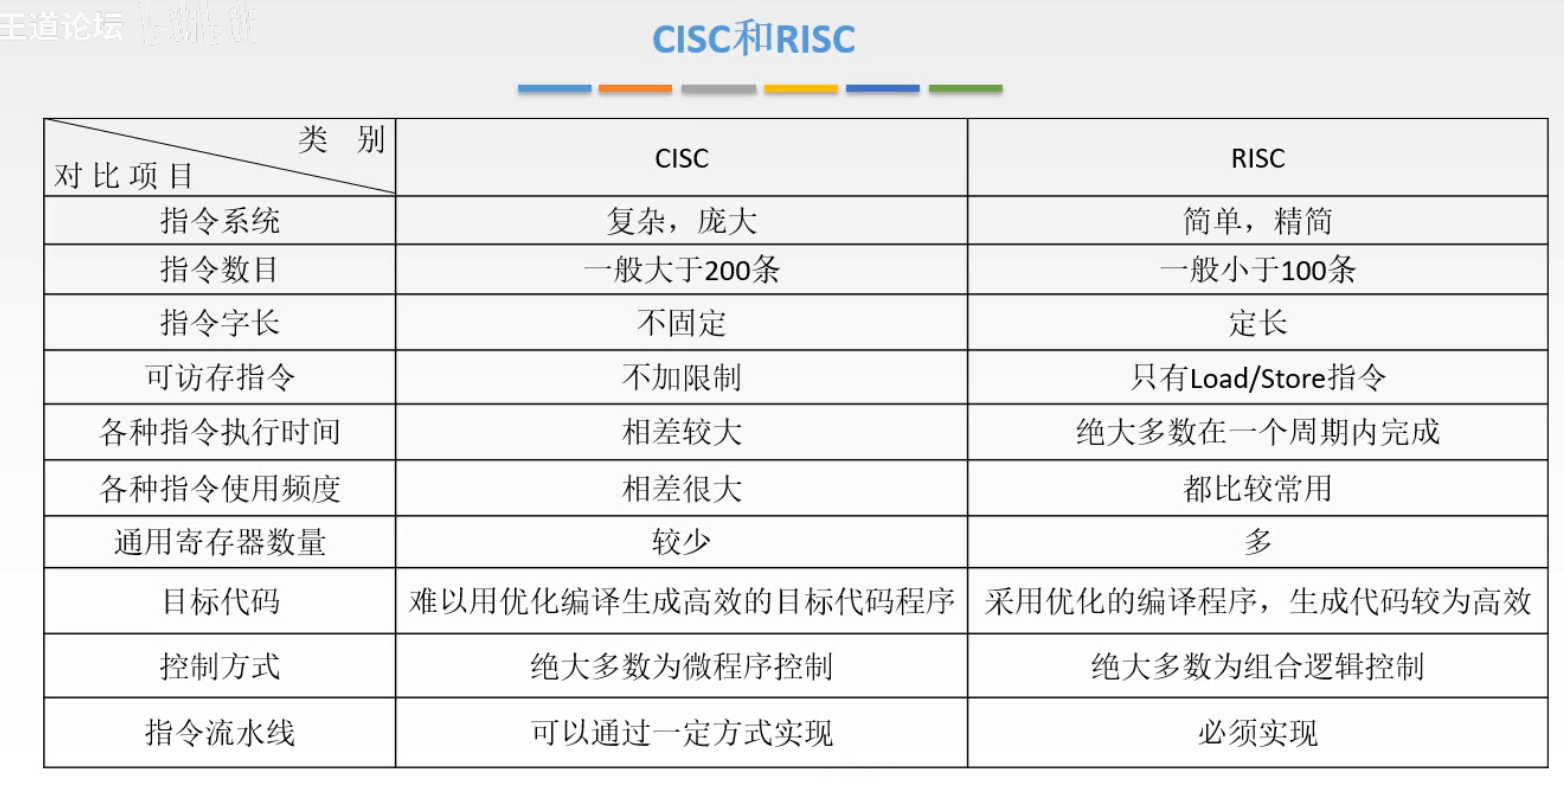 王道论坛 bilibili
CISC和RISC
类 别
对比项目
CISC
RISC
指令系统
复杂，庞大
简单，精简
指令数目
一般大于200条
一般小于100条
指令字长
不固定
定长
可访存指令
不加限制
只有Load/Store指令
各种指令执行时间
相差较大
绝大多数在一个周期内完成
各种指令使用频度
相差很大
都比较常用
通用寄存器数量
较少
多
目标代码
难以用优化编译生成高效的目标代码程序
采用优化的编译程序，生成代码较为高效
控制方式
绝大多数为微程序控制
绝大多数为组合逻辑控制
指令流水线
可以通过一定方式实现
必须实现